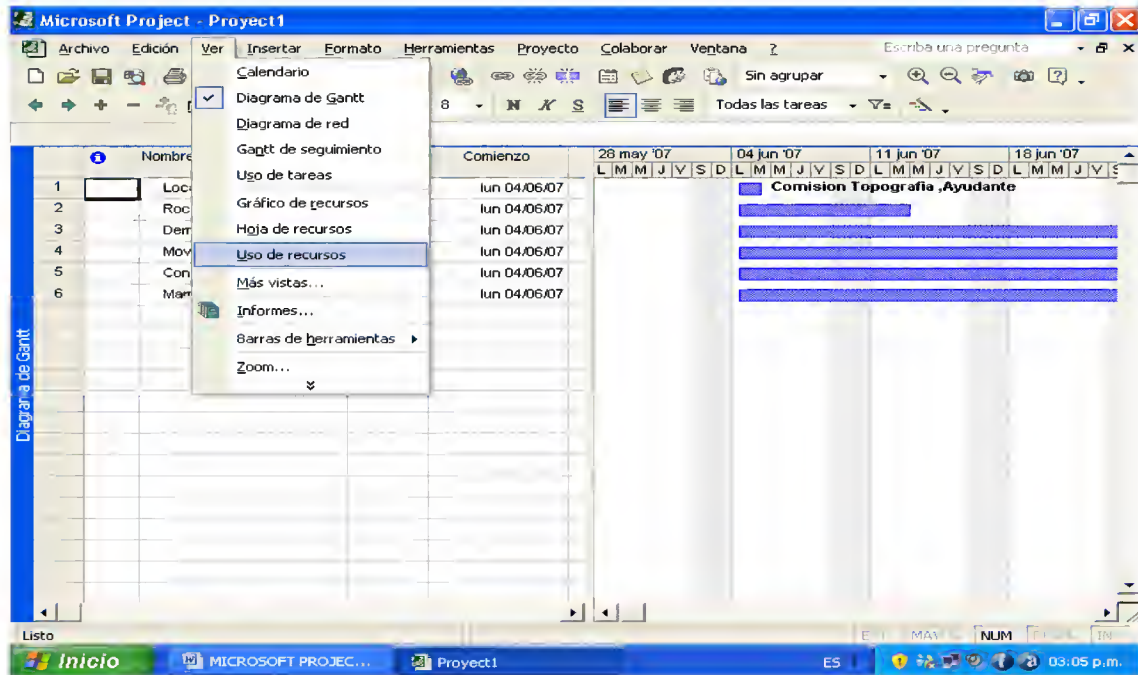 Microsoft Project - Proyect1
Archivo Edición Ver Insertar Formato Herramientas Proyecto Colaborar Ventana ? Escriba una pregunta
Sin agrupar
8 N K S Todas las tareas
Calendario
Diagrama de Gantt
Diagrama de red
Gantt de seguimiento
Uso de tareas
Gráfico de recursos
Hoja de recursos
Uso de recursos
Más vistas...
Informes...
Barras de herramientas
Zoom...
Nombre Comienzo 28 may '07 04 jun '07 11 jun '07 18 jun '07
L M M J V S D L M M J V S D L M M J V S D L M M J V S
1 Loc lun 04/06/07 Comision Topografia ,Ayudante
2 Roc lun 04/06/07
3 Dem lun 04/06/07
4 Mov lun 04/06/07
5 Con lun 04/06/07
6 Mam lun 04/06/07
Diagrama de Gantt
Listo NUM
Inicio MICROSOFT PROJEC... Proyect1 ES 03:05 p.m.